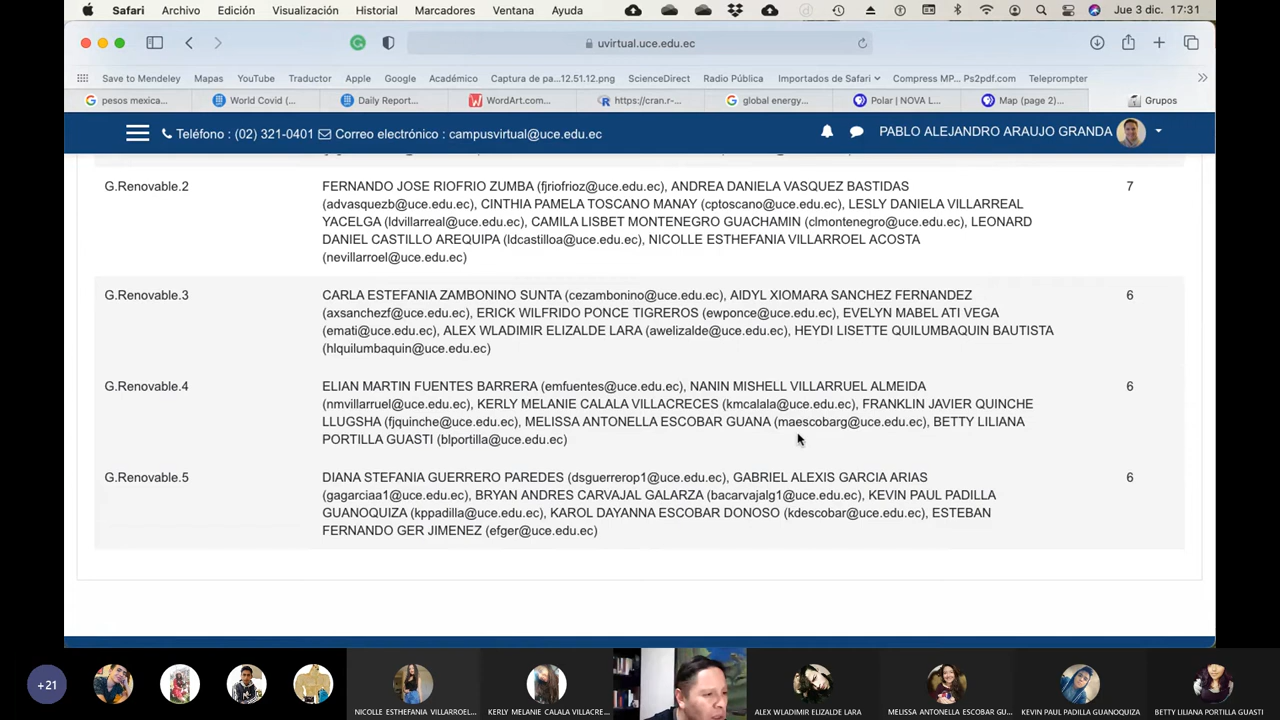 Safari Archivo Edición Visualización Historial Marcadores Ventana Ayuda Jue 3 dic. 17:31
uvirtual.uce.edu.ec
Save to Mendeley Mapas YouTube Traductor Apple Google Académico Captura de pa...12.51.12.png ScienceDirect Radio Pública Importados de Safari Compress MP... Ps2pdf.com Teleprompter
pesos mexica... World Covid (... Daily Report... WordArt.com... https://cran.r-... global energy... Polar | NOVA L... Map (page 2)... Grupos
Teléfono : (02) 321-0401 Correo electrónico : campusvirtual@uce.edu.ec PABLO ALEJANDRO ARAUJO GRANDA
G.Renovable.2 FERNANDO JOSE RIOFRIO ZUMBA (fjriofrioz@uce.edu.ec), ANDREA DANIELA VASQUEZ BASTIDAS 7
(advasquezb@uce.edu.ec), CINTHIA PAMELA TOSCANO MANAY (cptoscano@uce.edu.ec), LESLY DANIELA VILLARREAL
YACELGA (ldvillarreal@uce.edu.ec), CAMILA LISBET MONTENEGRO GUACHAMIN (clmontenegro@uce.edu.ec), LEONARD
DANIEL CASTILLO AREQUIPA (ldcastilloa@uce.edu.ec), NICOLLE ESTHEFANIA VILLARROEL ACOSTA
(nevillarroel@uce.edu.ec)
G.Renovable.3 CARLA ESTEFANIA ZAMBONINO SUNTA (cezambonino@uce.edu.ec), AIDYL XIOMARA SANCHEZ FERNANDEZ 6
(axsanchezf@uce.edu.ec), ERICK WILFRIDO PONCE TIGREROS (ewponce@uce.edu.ec), EVELYN MABEL ATI VEGA
(emati@uce.edu.ec), ALEX WLADIMIR ELIZALDE LARA (awelizalde@uce.edu.ec), HEYDI LISETTE QUILUMBAQUIN BAUTISTA
(hlquilumbaquin@uce.edu.ec)
G.Renovable.4 ELIAN MARTIN FUENTES BARRERA (emfuentes@uce.edu.ec), NANIN MISHELL VILLARRUEL ALMEIDA 6
(nmvillarruel@uce.edu.ec), KERLY MELANIE CALALA VILLACRECES (kmcalala@uce.edu.ec), FRANKLIN JAVIER QUINCHE
LLUGSHA (fjquinche@uce.edu.ec), MELISSA ANTONELLA ESCOBAR GUANA (maescobarg@uce.edu.ec), BETTY LILIANA
PORTILLA GUASTI (blportilla@uce.edu.ec)
G.Renovable.5 DIANA STEFANIA GUERRERO PAREDES (dsguerrerop1@uce.edu.ec), GABRIEL ALEXIS GARCIA ARIAS 6
(gagarciaa1@uce.edu.ec), BRYAN ANDRES CARVAJAL GALARZA (bacarvajalg1@uce.edu.ec), KEVIN PAUL PADILLA
GUANOQUIZA (kppadilla@uce.edu.ec), KAROL DAYANNA ESCOBAR DONOSO (kdescobar@uce.edu.ec), ESTEBAN
FERNANDO GER JIMENEZ (efger@uce.edu.ec)
+21 NICOLLE ESTHEFANIA VILLARROEL... KERLY MELANIE CALALA VILLACRE... ALEX WLADIMIR ELIZALDE LARA MELISSA ANTONELLA ESCOBAR GU... KEVIN PAUL PADILLA GUANOQUIZA BETTY LILIANA PORTILLA GUASTI